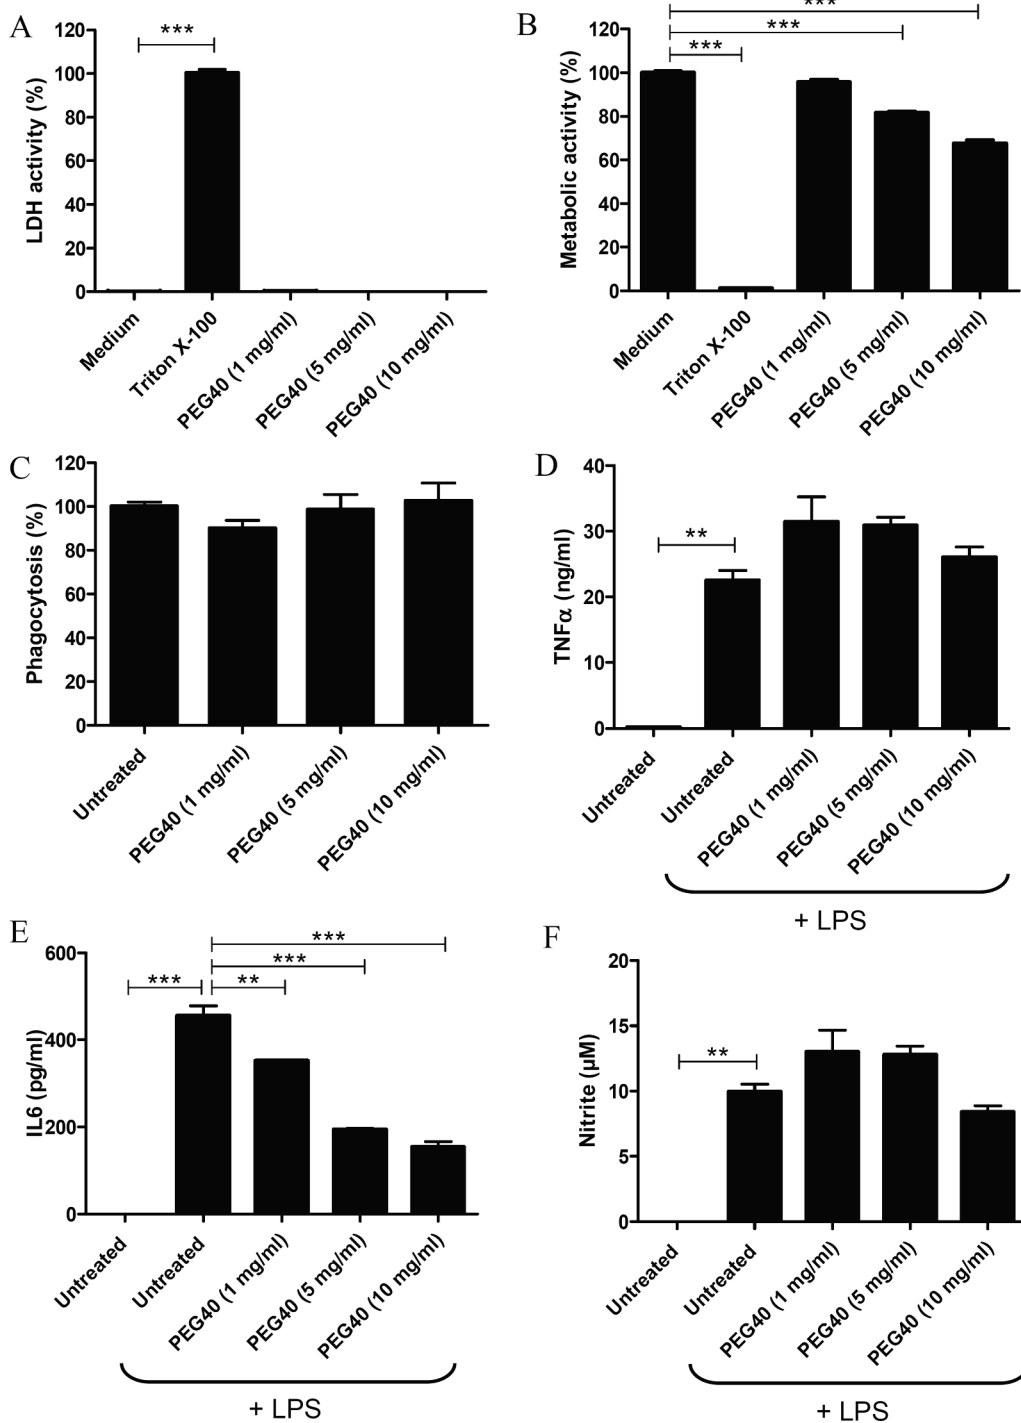 A
LDH activity (%)
120
100
80
60
40
20
0
***
Medium
Triton X-100
PEG40 (1 mg/ml)
PEG40 (5 mg/ml)
PEG40 (10 mg/ml)
B
Metabolic activity (%)
120
100
80
60
40
20
0
***
***
***
Medium
Triton X-100
PEG40 (1 mg/ml)
PEG40 (5 mg/ml)
PEG40 (10 mg/ml)
C
Phagocytosis (%)
120
100
80
60
40
20
0
Untreated
PEG40 (1 mg/ml)
PEG40 (5 mg/ml)
PEG40 (10 mg/ml)
D
TNFα (ng/ml)
40
30
20
10
0
**
Untreated
Untreated
PEG40 (1 mg/ml)
PEG40 (5 mg/ml)
PEG40 (10 mg/ml)
+ LPS
E
IL6 (pg/ml)
600
400
200
0
***
***
***
**
Untreated
Untreated
PEG40 (1 mg/ml)
PEG40 (5 mg/ml)
PEG40 (10 mg/ml)
+ LPS
F
Nitrite (µM)
20
15
10
5
0
**
Untreated
Untreated
PEG40 (1 mg/ml)
PEG40 (5 mg/ml)
PEG40 (10 mg/ml)
+ LPS